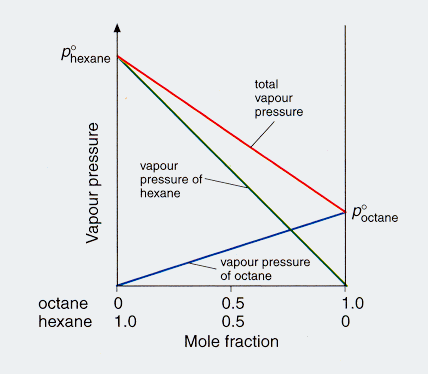 p°hexane
total
vapour
pressure
vapour
pressure of
hexane
Vapour pressure
p°octane
vapour pressure
of octane
octane 0 0.5 1.0
hexane 1.0 0.5 0
Mole fraction